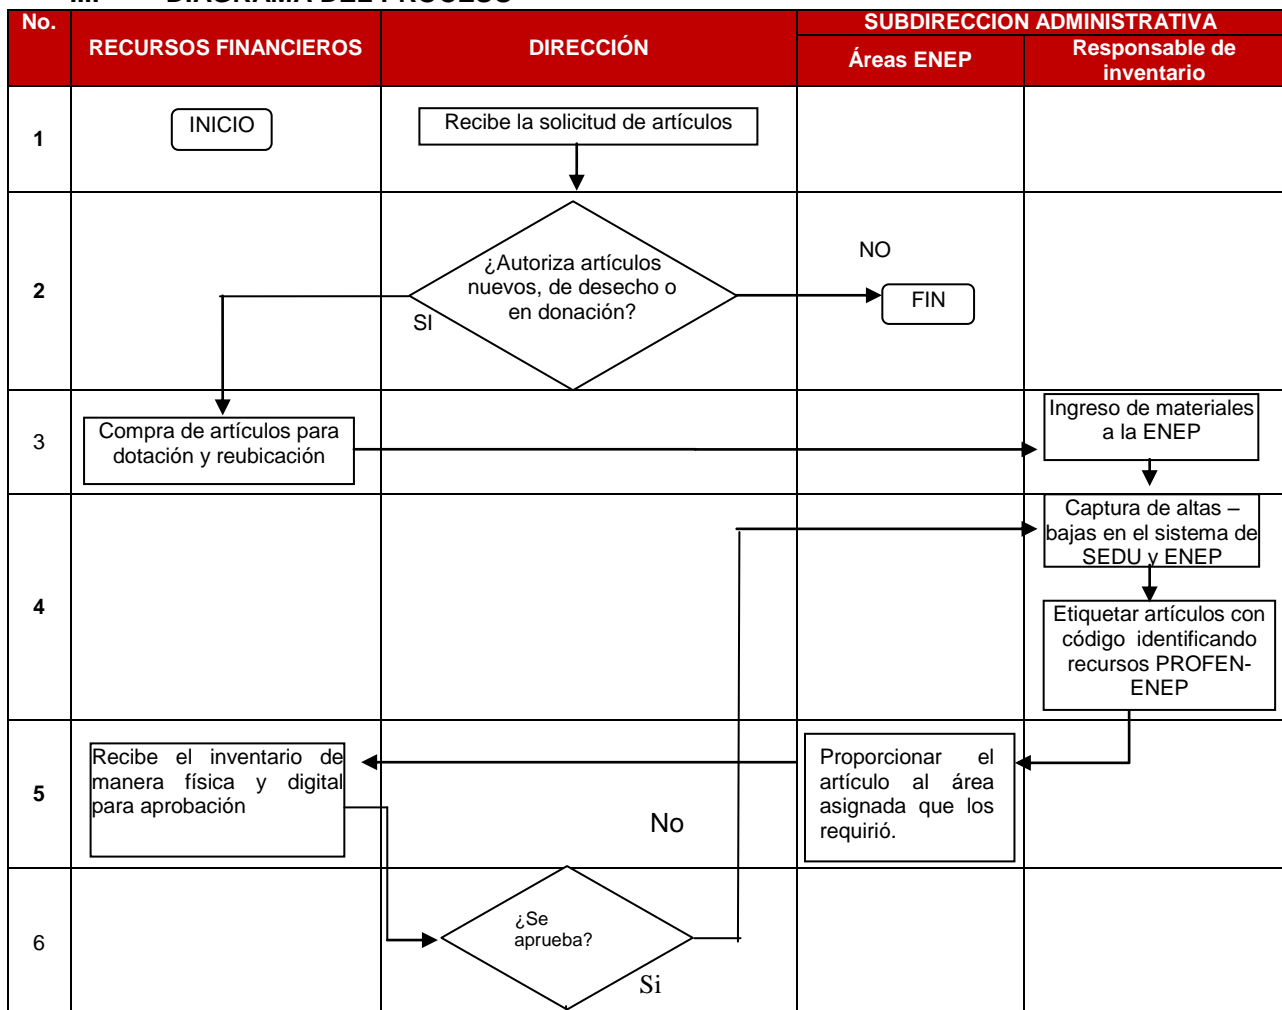 III. DIAGRAMA DEL PROCESO
No.
RECURSOS FINANCIEROS
DIRECCIÓN
SUBDIRECCION ADMINISTRATIVA
Áreas ENEP
Responsable de
inventario
1
INICIO
Recibe la solicitud de artículos
2
¿Autoriza artículos
nuevos, de desecho o
en donación?
SI
NO
FIN
3
Compra de artículos para
dotación y reubicación
Ingreso de materiales
a la ENEP
4
Captura de altas –
bajas en el sistema de
SEDU y ENEP
Etiquetar artículos con
código identificando
recursos PROFEN-
ENEP
5
Recibe el inventario de
manera física y digital
para aprobación
No
Proporcionar el
artículo al área
asignada que los
requirió.
6
¿Se
aprueba?
Si